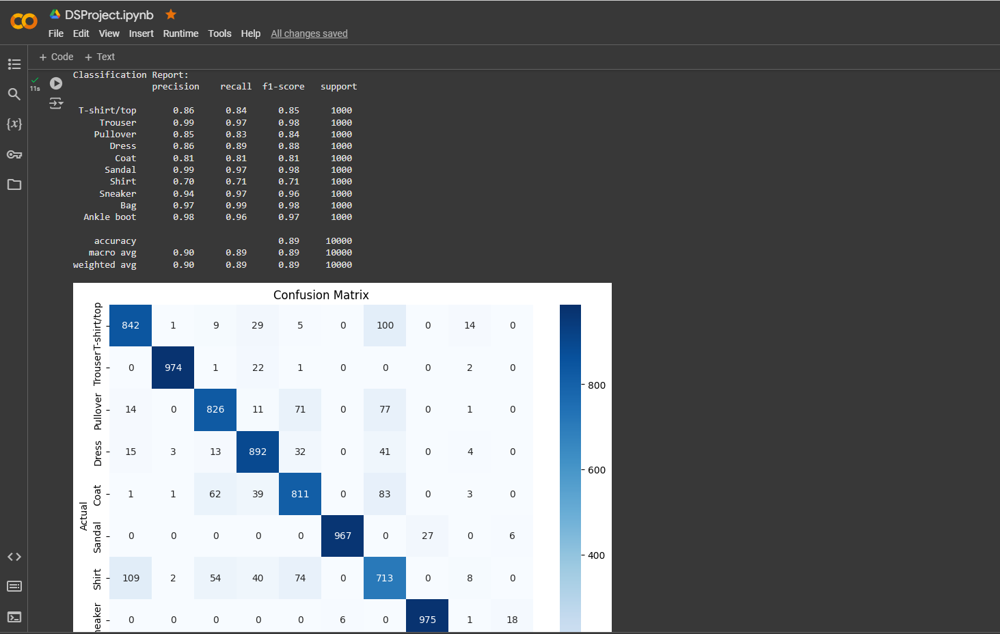 DSProject.ipynb
File Edit View Insert Runtime Tools Help All changes saved
+ Code + Text
11s
{x}
Classification Report:
precision recall f1-score support
T-shirt/top 0.86 0.84 0.85 1000
Trouser 0.99 0.97 0.98 1000
Pullover 0.85 0.83 0.84 1000
Dress 0.86 0.89 0.88 1000
Coat 0.81 0.81 0.81 1000
Sandal 0.99 0.97 0.98 1000
Shirt 0.70 0.71 0.71 1000
Sneaker 0.94 0.97 0.96 1000
Bag 0.97 0.99 0.98 1000
Ankle boot 0.98 0.96 0.97 1000
accuracy 0.89 10000
macro avg 0.90 0.89 0.89 10000
weighted avg 0.90 0.89 0.89 10000
Confusion Matrix
T-shirt/top 842 1 9 29 5 0 100 0 14 0
Trouser 0 974 1 22 1 0 0 0 2 0
Pullover 14 0 826 11 71 0 77 0 1 0
Dress 15 3 13 892 32 0 41 0 4 0
Coat 1 1 62 39 811 0 83 0 3 0
Sandal 0 0 0 0 0 967 0 27 0 6
Shirt 109 2 54 40 74 0 713 0 8 0
neaker 0 0 0 0 0 6 0 975 1 18
Actual
800
600
400